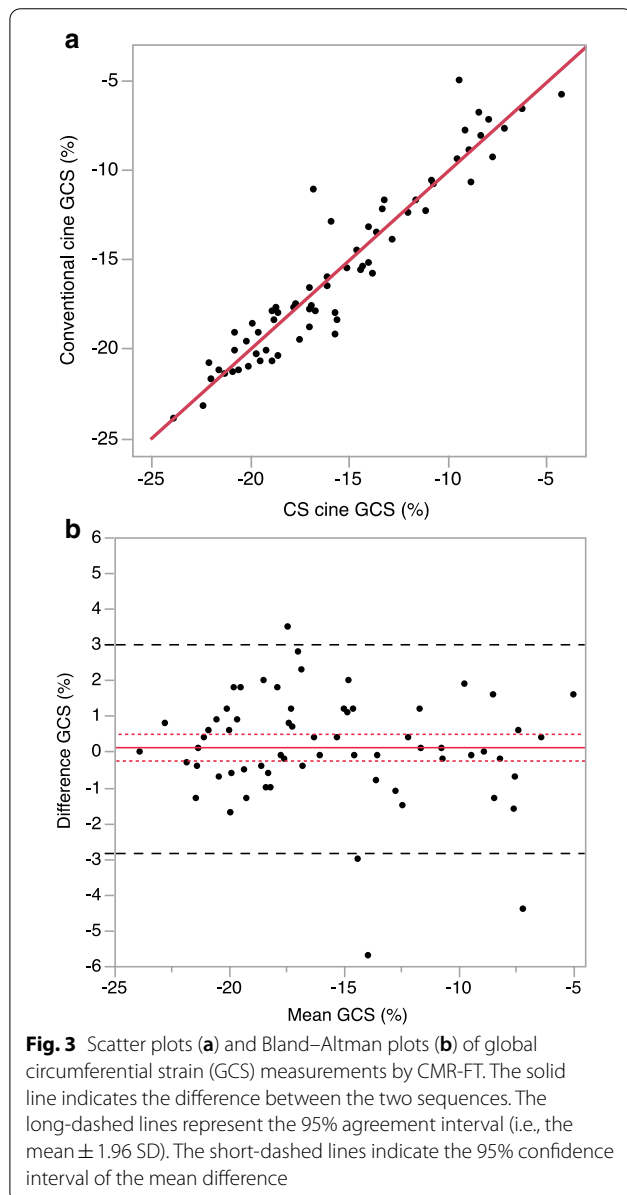 a
Conventional cine GCS (%)
-5
-10
-15
-20
-25
-25 -20 -15 -10 -5
CS cine GCS (%)
b
Difference GCS (%)
6
5
4
3
2
1
0
-1
-2
-3
-4
-5
-6
-25 -20 -15 -10 -5
Mean GCS (%)
Fig. 3 Scatter plots (a) and Bland–Altman plots (b) of global
circumferential strain (GCS) measurements by CMR-FT. The solid
line indicates the difference between the two sequences. The
long-dashed lines represent the 95% agreement interval (i.e., the
mean ± 1.96 SD). The short-dashed lines indicate the 95% confidence
interval of the mean difference